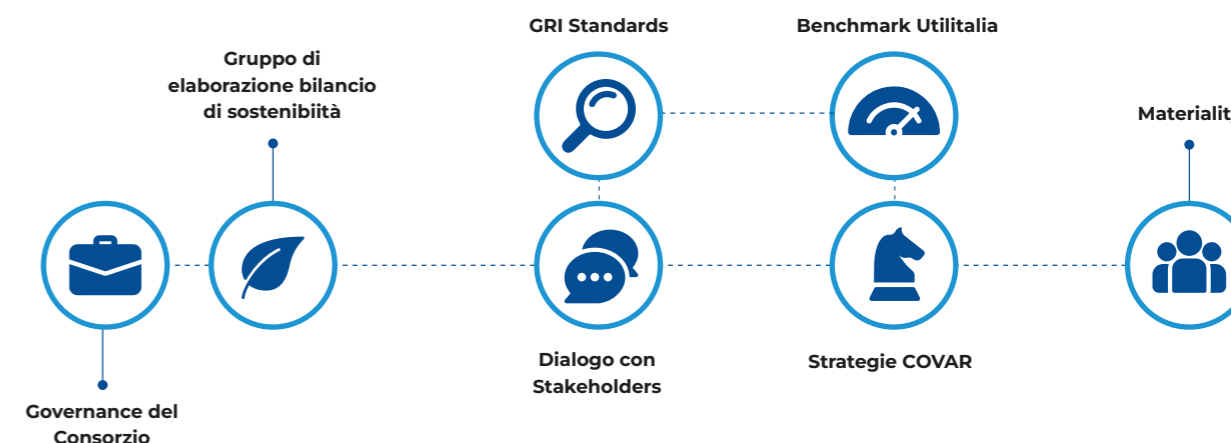 GRI Standards
Benchmark Utilitalia
Gruppo di
elaborazione bilancio
di sostenibiità
Materialit
Dialogo con
Stakeholders
Strategie COVAR
Governance del
Consorzio